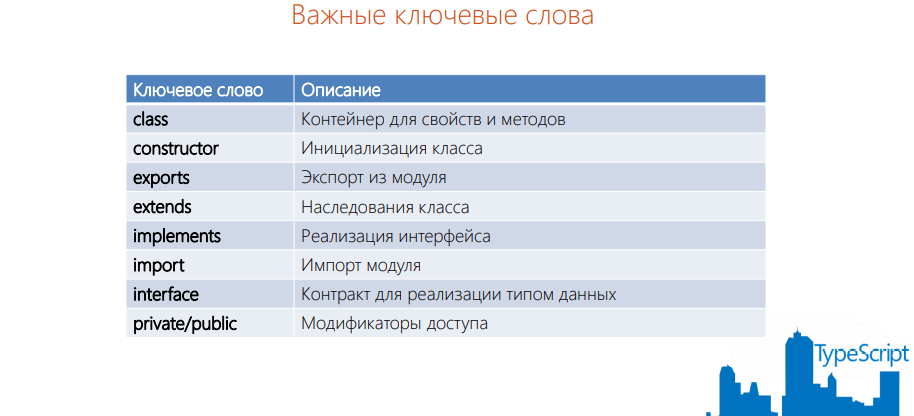 Важные ключевые слова
Ключевое слово Описание
class Контейнер для свойств и методов
constructor Инициализация класса
exports Экспорт из модуля
extends Наследования класса
implements Реализация интерфейса
import Импорт модуля
interface Контракт для реализации типом данных
private/public Модификаторы доступа
TypeScript